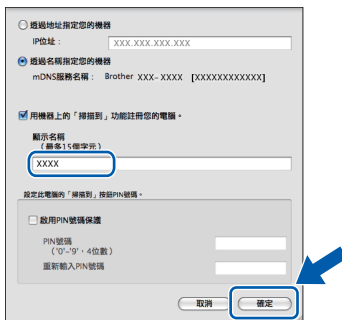 透過地址指定您的機器
IP位址： XXX.XXX.XXX.XXX
透過名稱指定您的機器
mDNS服務名稱： Brother XXX-XXXX [XXXXXXXXXXXX]
用機器上的「掃描到」功能註冊您的電腦。
顯示名稱
（最多15個字元）
XXXX
設定此電腦的「掃描到」按鈕PIN號碼。
啟用PIN號碼保護
PIN號碼
（'0'-'9'，4位數）
重新輸入PIN號碼
取消 確定